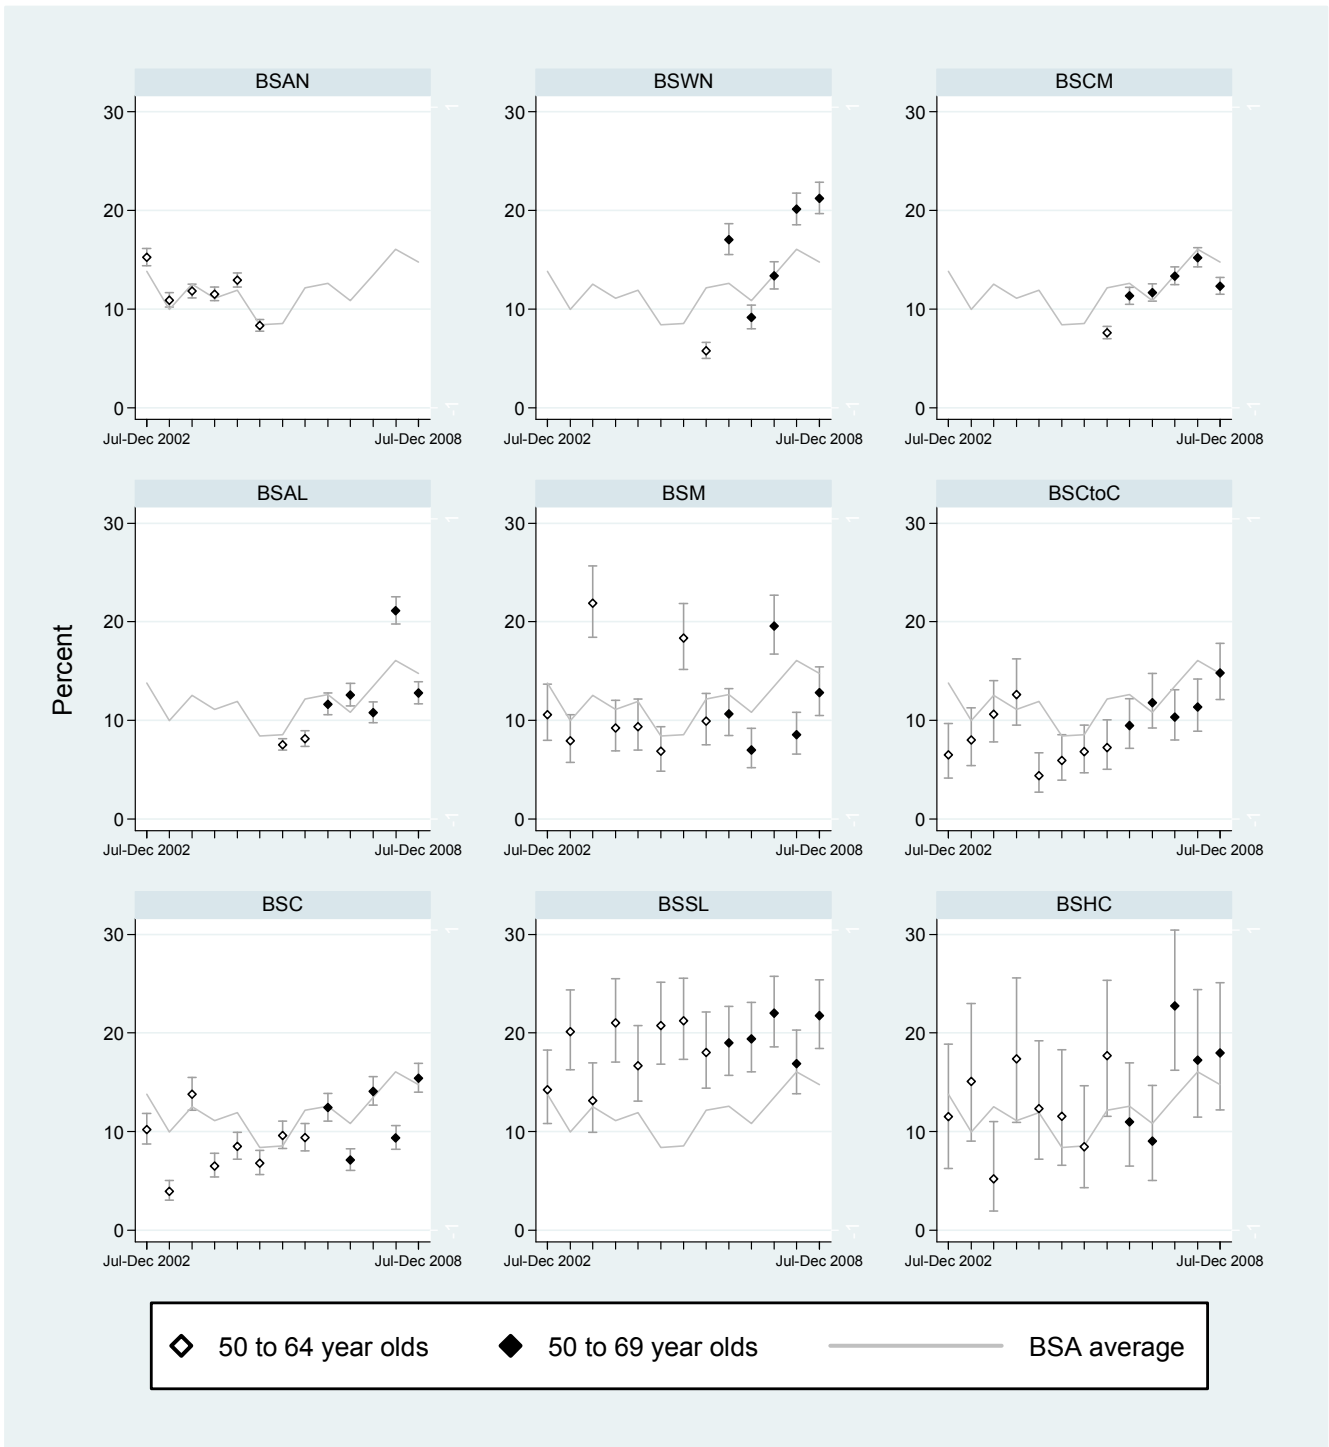 BSAN BSWN BSCM
30 30 30
20 20 20
10 10 10
0 0 0
Jul-Dec 2002 Jul-Dec 2008 Jul-Dec 2002 Jul-Dec 2008 Jul-Dec 2002 Jul-Dec 2008
BSAL BSM BSCtoC
30 30 30
20 20 20
10 10 10
0 0 0
Jul-Dec 2002 Jul-Dec 2008 Jul-Dec 2002 Jul-Dec 2008 Jul-Dec 2002 Jul-Dec 2008
Percent
BSC BSSL BSHC
30 30 30
20 20 20
10 10 10
0 0 0
Jul-Dec 2002 Jul-Dec 2008 Jul-Dec 2002 Jul-Dec 2008 Jul-Dec 2002 Jul-Dec 2008
50 to 64 year olds 50 to 69 year olds BSA average